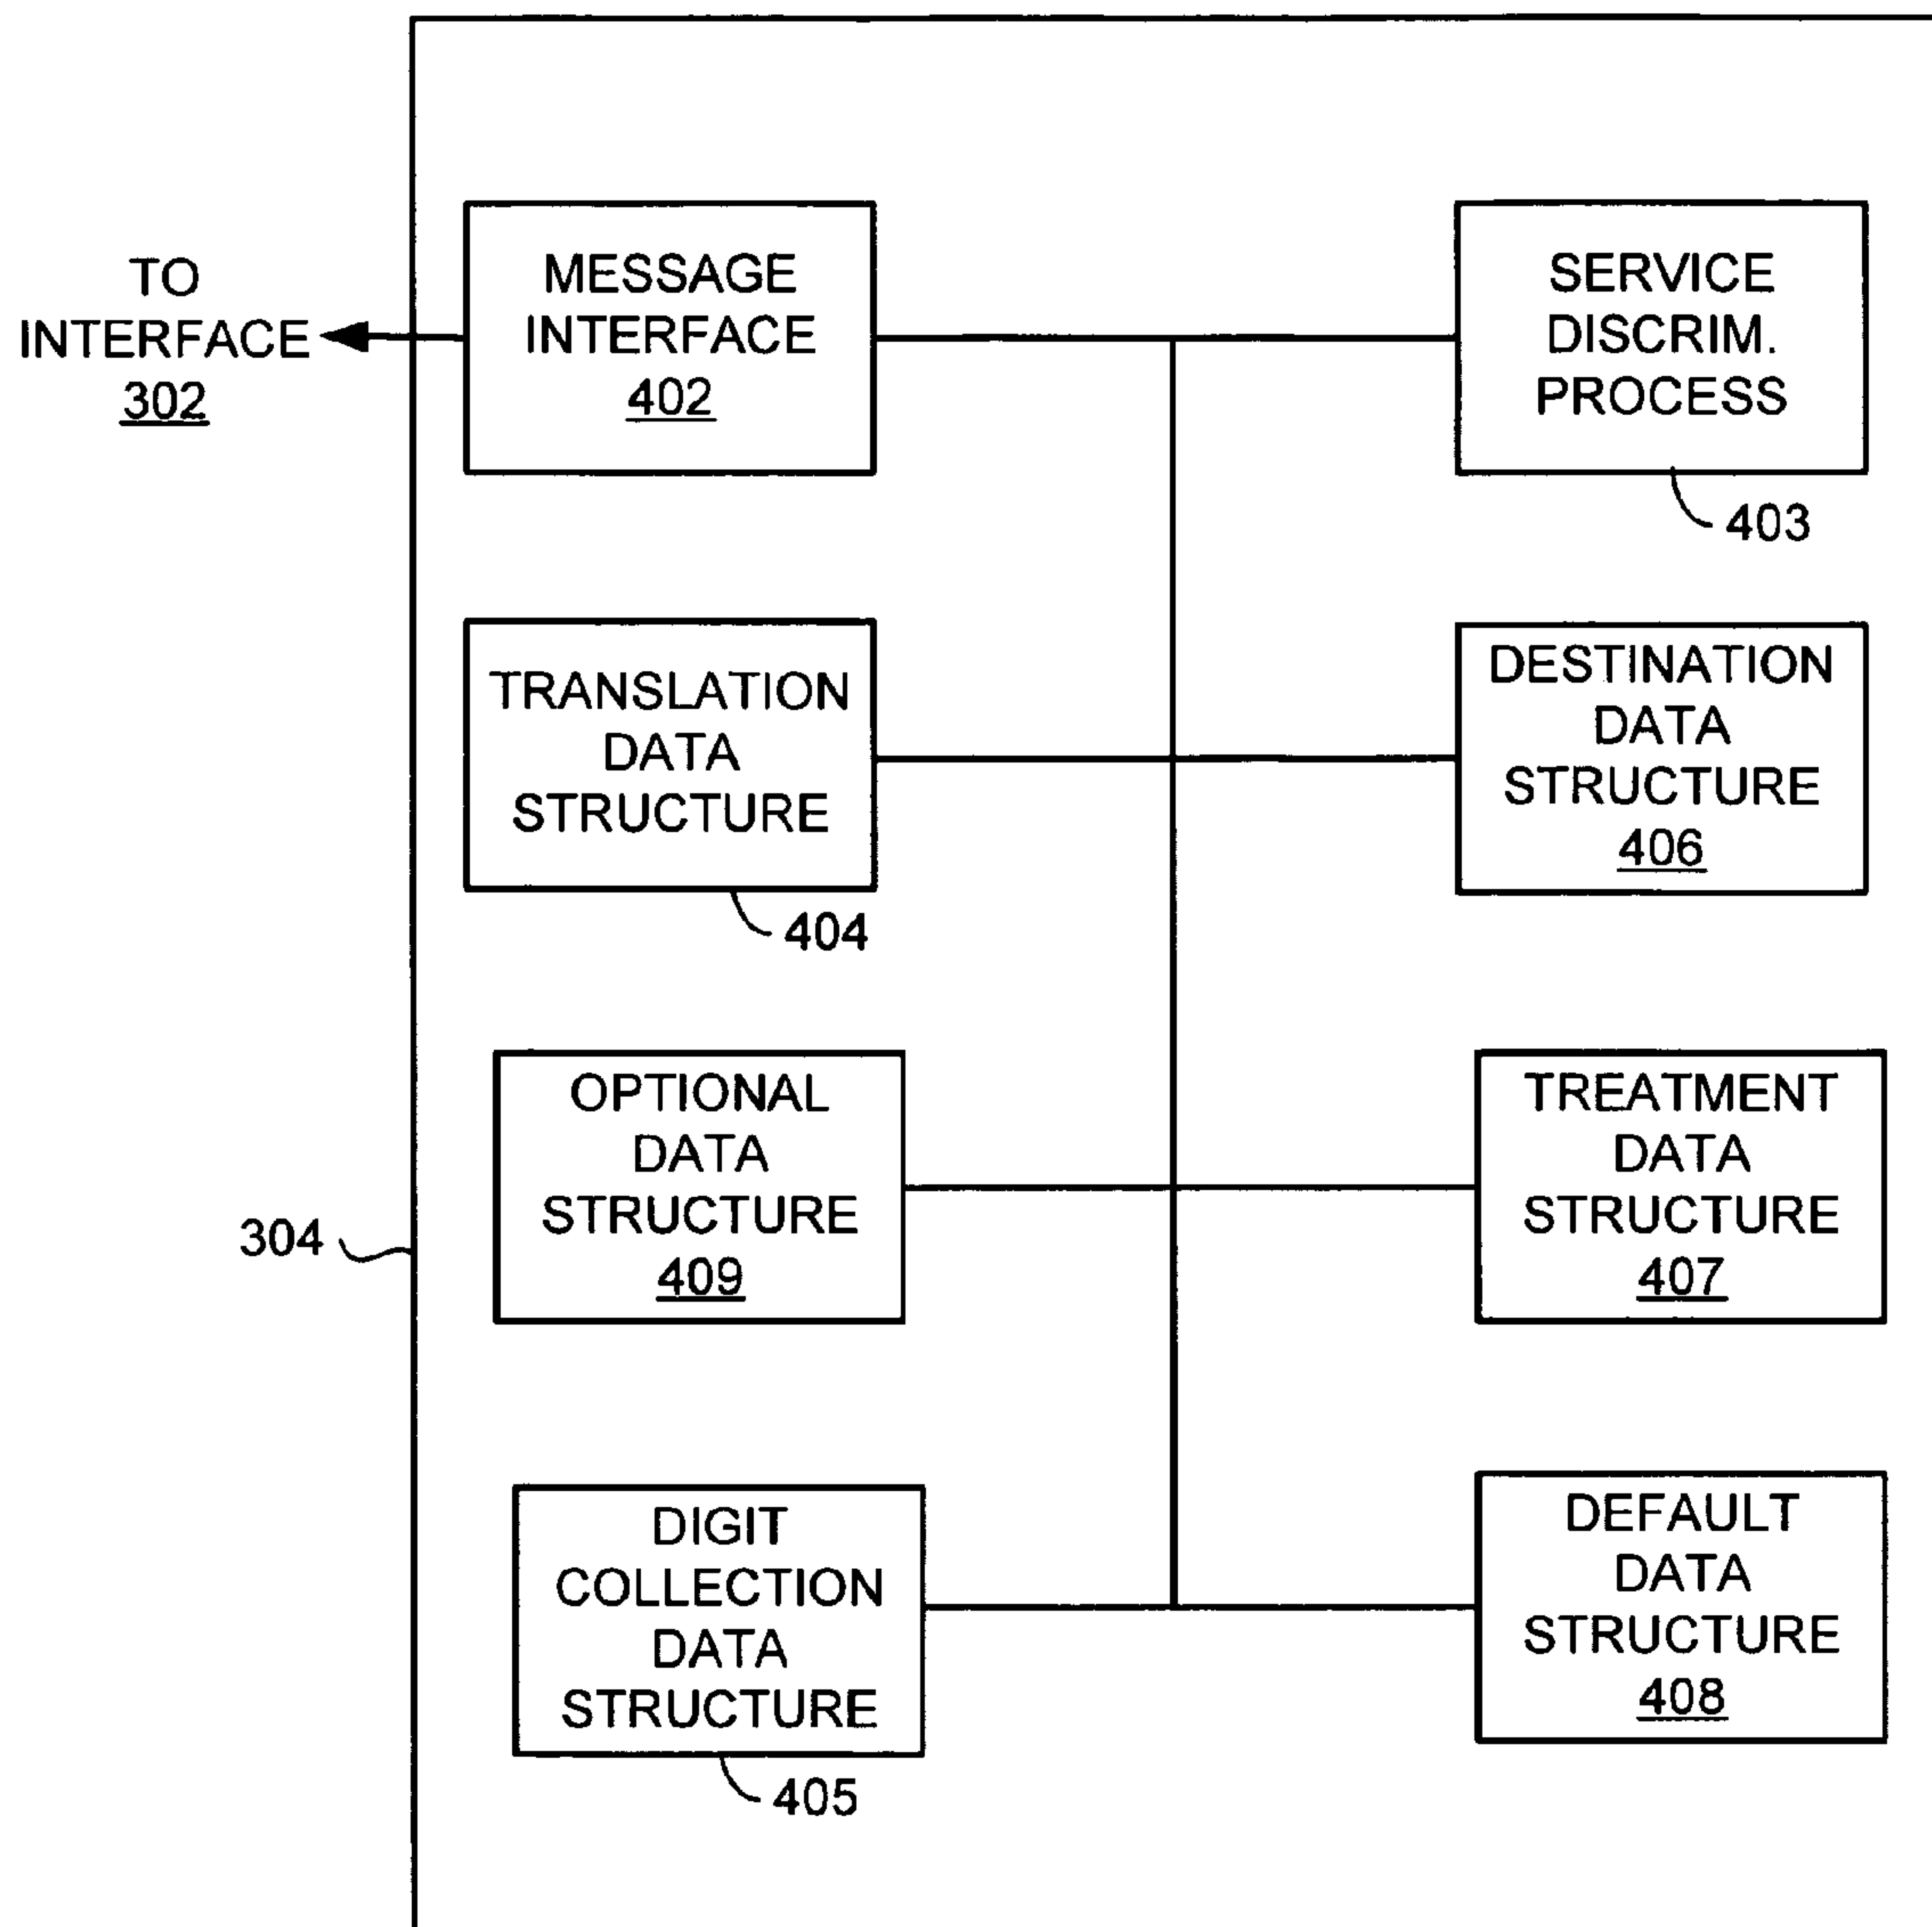 TO
INTERFACE
302
MESSAGE
INTERFACE
402
SERVICE
DISCRIM.
PROCESS
403
TRANSLATION
DATA
STRUCTURE
404
DESTINATION
DATA
STRUCTURE
406
304
OPTIONAL
DATA
STRUCTURE
409
TREATMENT
DATA
STRUCTURE
407
DIGIT
COLLECTION
DATA
STRUCTURE
405
DEFAULT
DATA
STRUCTURE
408